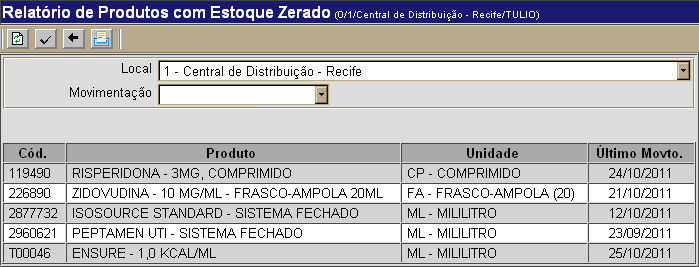 Relatório de Produtos com Estoque Zerado (0/1/Central de Distribuição - Recife/TULIO)
Local 1 - Central de Distribuição - Recife
Movimentação
Cód. Produto Unidade Último Movto.
119490 RISPERIDONA - 3MG, COMPRIMIDO CP - COMPRIMIDO 24/10/2011
226890 ZIDOVUDINA - 10 MG/ML - FRASCO-AMPOLA 20ML FA - FRASCO-AMPOLA (20) 21/10/2011
2877732 ISOSOURCE STANDARD - SISTEMA FECHADO ML - MILILITRO 12/10/2011
2960621 PEPTAMEN UTI - SISTEMA FECHADO ML - MILILITRO 23/09/2011
T00046 ENSURE - 1,0 KCAL/ML ML - MILILITRO 25/10/2011